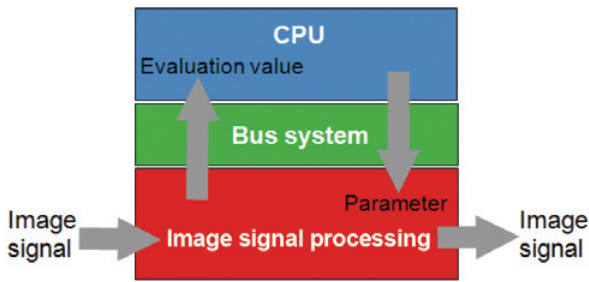 CPU
Evaluation value
Bus system
Parameter
Image
signal
Image signal processing
Image
signal